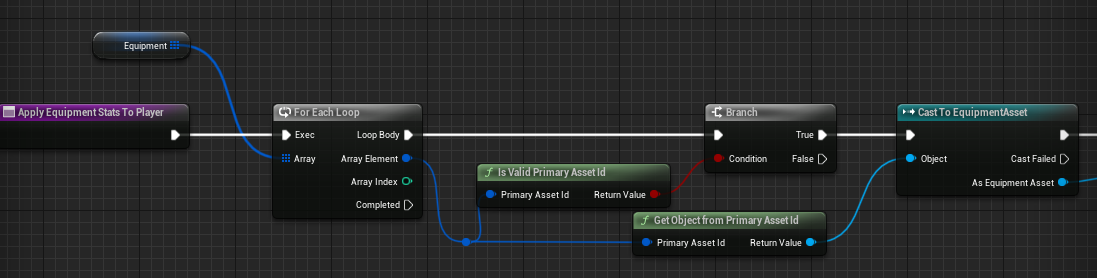 Equipment
Apply Equipment Stats To Player
For Each Loop
Exec
Loop Body
Array
Array Element
Array Index
Completed
f Is Valid Primary Asset Id
Primary Asset Id
Return Value
f Get Object from Primary Asset Id
Primary Asset Id
Return Value
Branch
True
Condition
False
Cast To EquipmentAsset
Cast Failed
Object
As Equipment Asset